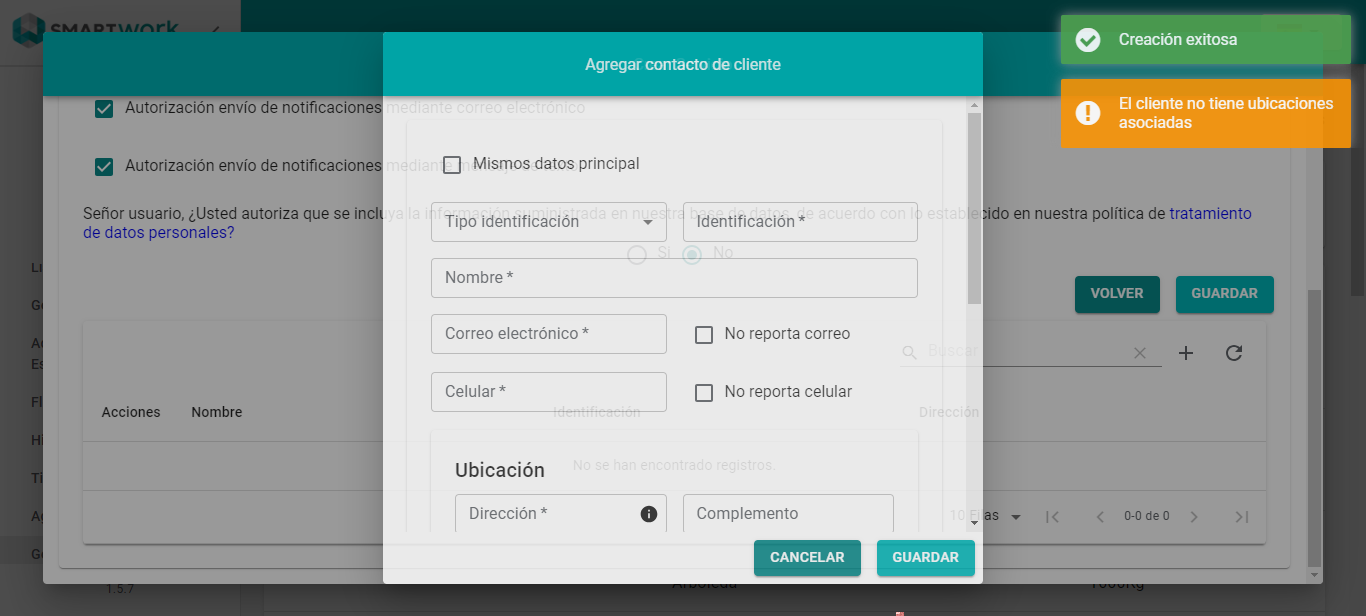 SMARTwork
Creación exitosa
El cliente no tiene ubicaciones
asociadas
Agregar contacto de cliente
Autorización envío de notificaciones mediante correo electrónico
Mismos datos principal
Autorización envío de notificaciones mediante mensaje de texto
Señor usuario, ¿Usted autoriza que se incluya la información suministrada en nuestra base de datos, de acuerdo con lo establecido en nuestra política de tratamiento
de datos personales?
Tipo identificación
Identificación *
Si
No
Nombre *
VOLVER
GUARDAR
Correo electrónico *
No reporta correo
Buscar
Celular *
No reporta celular
Acciones
Nombre
Identificación
Dirección
Ubicación
No se han encontrado registros.
Dirección *
Complemento
10 Filas
0-0 de 0
CANCELAR
GUARDAR
1.5.7
Arboleda